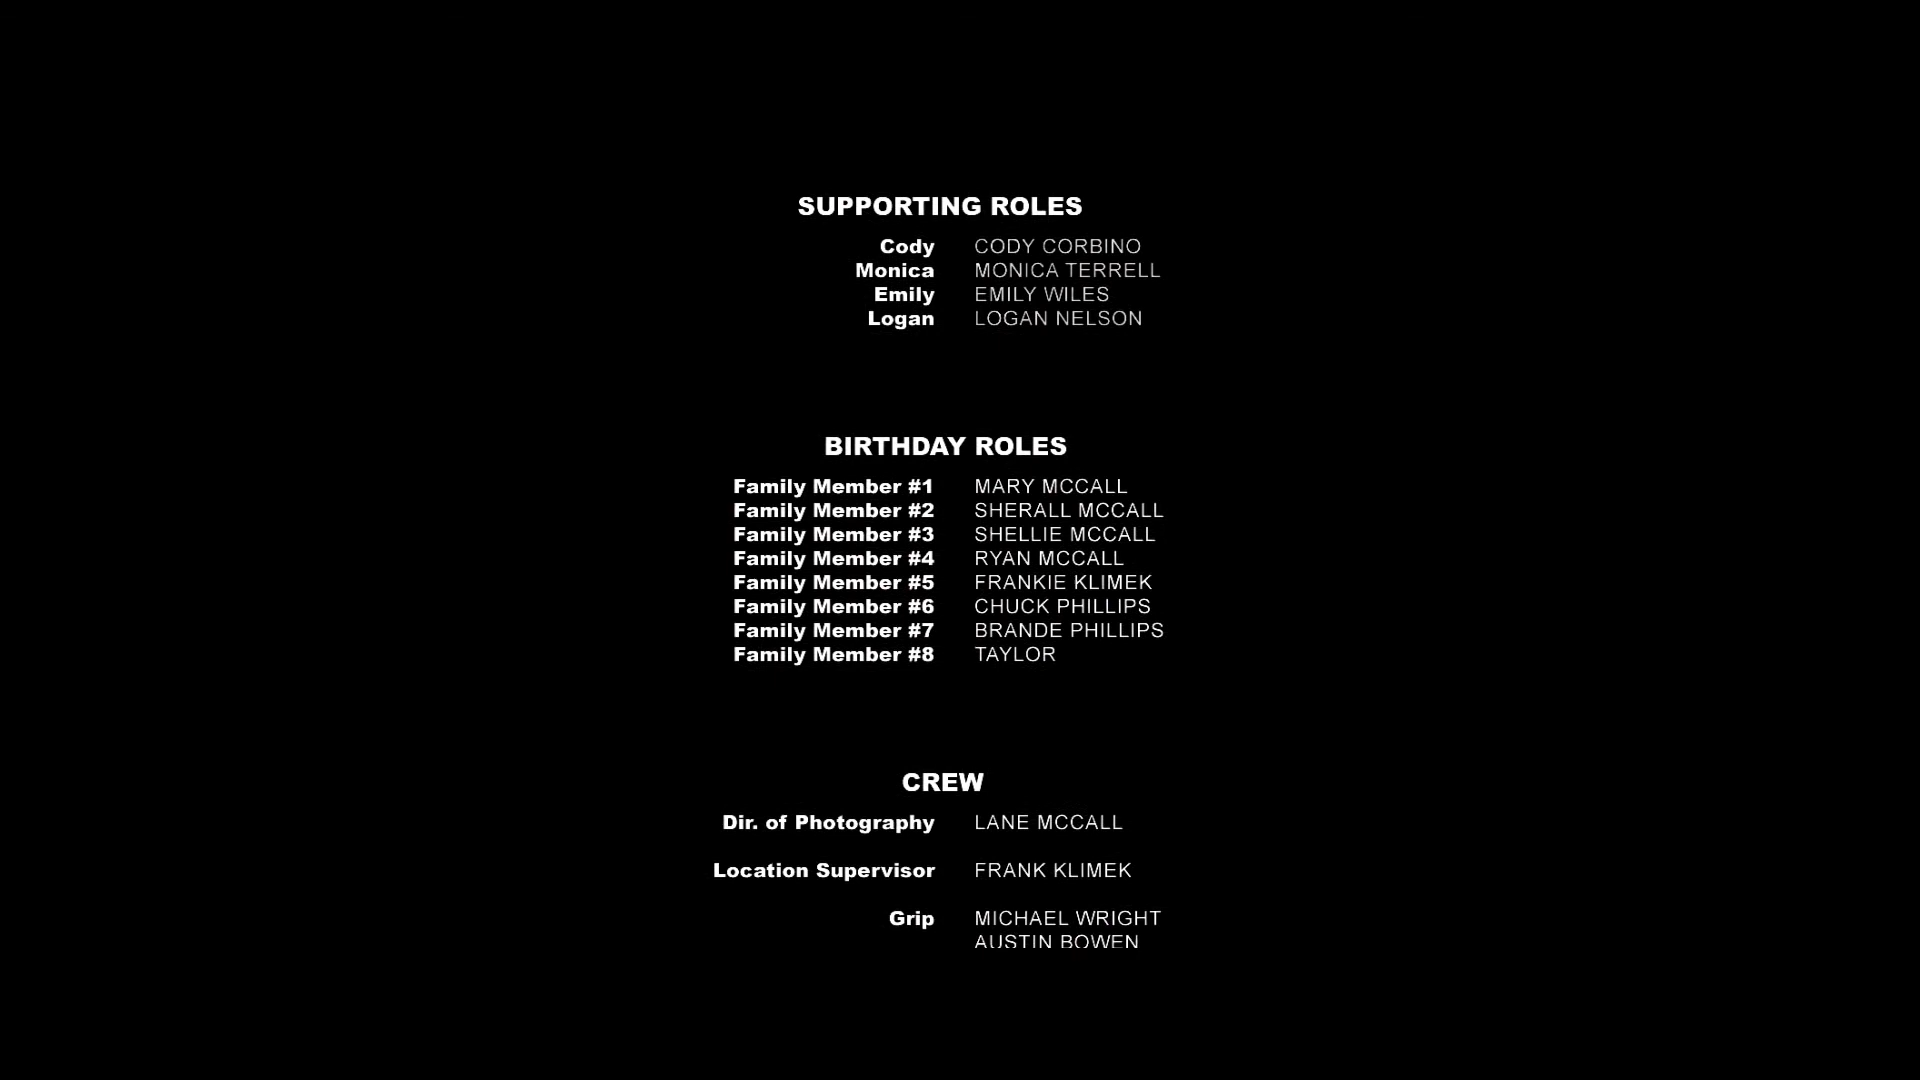 SUPPORTING ROLES
Cody CODY CORBINO
Monica MONICA TERRELL
Emily EMILY WILES
Logan LOGAN NELSON
BIRTHDAY ROLES
Family Member #1 MARY MCCALL
Family Member #2 SHERALL MCCALL
Family Member #3 SHELLIE MCCALL
Family Member #4 RYAN MCCALL
Family Member #5 FRANKIE KLIMEK
Family Member #6 CHUCK PHILLIPS
Family Member #7 BRANDE PHILLIPS
Family Member #8 TAYLOR
CREW
Dir. of Photography LANE MCCALL
Location Supervisor FRANK KLIMEK
Grip MICHAEL WRIGHT
AUSTIN BOWEN